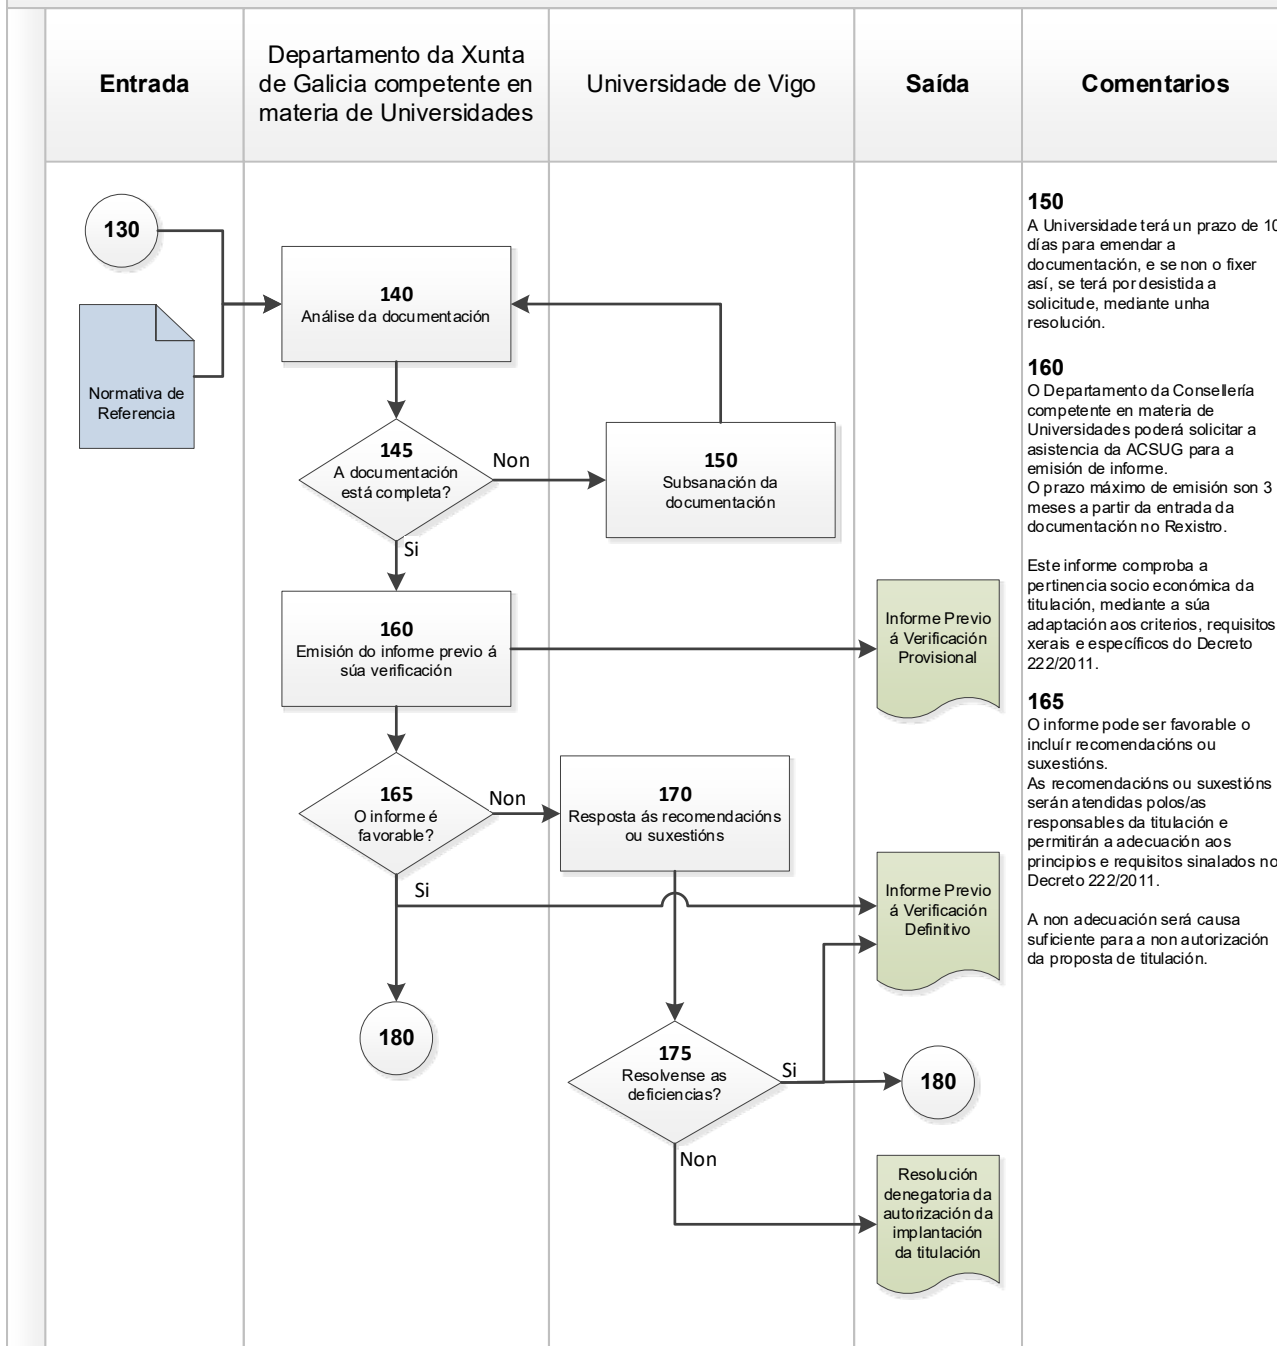 Entrada
Departamento da Xunta
de Galicia competente en
materia de Universidades
Universidade de Vigo
Saída
Comentarios
130
Normativa de
Referencia
140
Análise da documentación
145
A documentación
está completa?
Non
150
Subsanación da
documentación
Si
160
Emisión do informe previo á
súa verificación
Informe Previo
á Verificación
Provisional
165
O informe é
favorable?
Non
170
Resposta ás recomendacións
ou suxestións
Si
Informe Previo
á Verificación
Definitivo
180
175
Resolvense as
deficiencias?
Si
180
Non
Resolución
denegatoria da
autorización da
implantación
da titulación
150
A Universidade terá un prazo de 10
días para emendar a
documentación, e se non o fixer
así, se terá por desistida a
solicitude, mediante unha
resolución.
160
O Departamento da Consellería
competente en materia de
Universidades poderá solicitar a
asistencia da ACSUG para a
emisión de informe.
O prazo máximo de emisión son 3
meses a partir da entrada da
documentación no Rexistro.
Este informe comproba a
pertinencia socio económica da
titulación, mediante a súa
adaptación aos criterios, requisitos
xerais e específicos do Decreto
222/2011.
165
O informe pode ser favorable o
incluír recomendacións ou
suxestións.
As recomendacións ou suxestións
serán atendidas polos/as
responsables da titulación e
permitirán a adecuación aos
principios e requisitos sinalados no
Decreto 222/2011.
A non adecuación será causa
suficiente para a non autorización
da proposta de titulación.